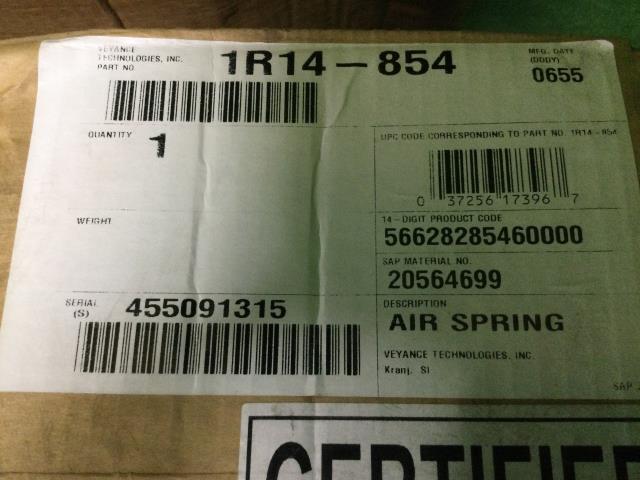 VEYANCE
TECHNOLOGIES, INC.
PART NO.
1R14-854
MFG. DATE
(DDDY)
0655
QUANTITY
1
UPC CODE CORRESPONDING TO PART NO. 1R14-854
0 37256 17396 7
14-DIGIT PRODUCT CODE
56628285460000
WEIGHT
SAP MATERIAL NO.
20564699
SERIAL
(S)
455091315
DESCRIPTION
AIR SPRING
VEYANCE TECHNOLOGIES, INC.
Kranj, SI
SAP
CERTIFIE